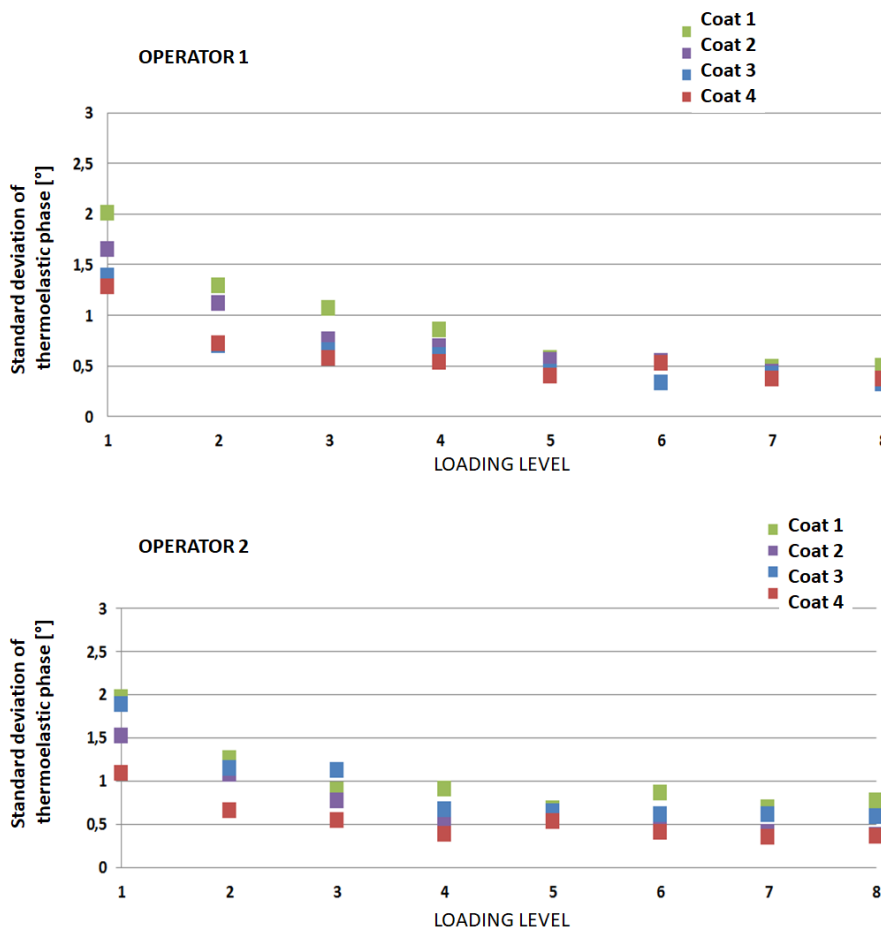 OPERATOR 1
Coat 1
Coat 2
Coat 3
Coat 4
Standard deviation of
thermoelastic phase [°]
3
2,5
2
1,5
1
0,5
0
1 2 3 4 5 6 7 8
LOADING LEVEL
OPERATOR 2
Coat 1
Coat 2
Coat 3
Coat 4
Standard deviation of
thermoelastic phase [°]
3
2,5
2
1,5
1
0,5
0
1 2 3 4 5 6 7 8
LOADING LEVEL